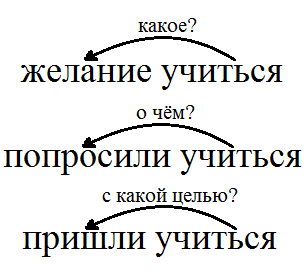 какое?
желание учиться
о чём?
попросили учиться
с какой целью?
пришли учиться